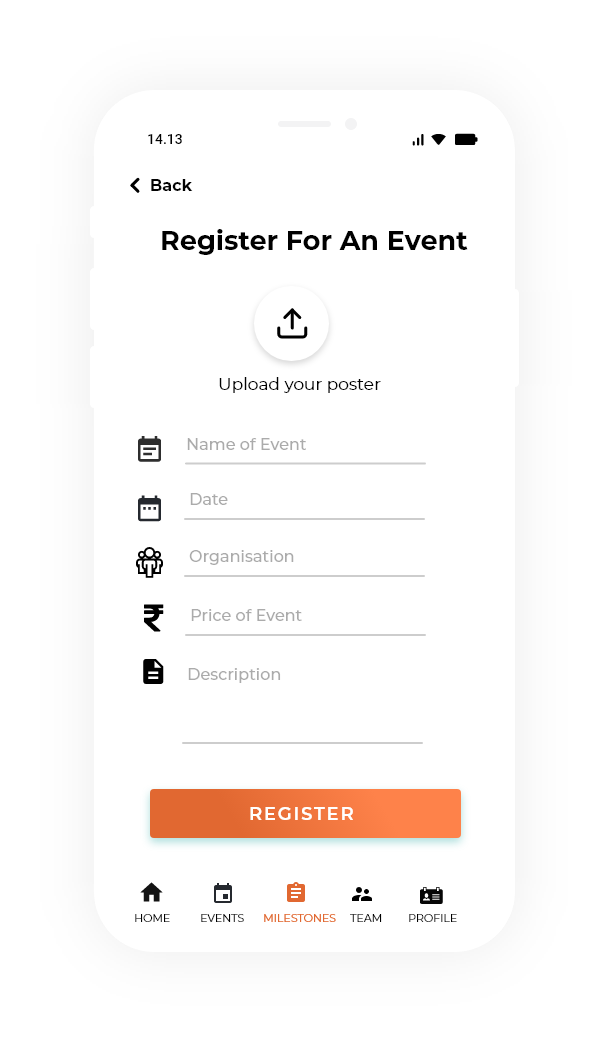 14.13
Back
Register For An Event
Upload your poster
Name of Event
Date
Organisation
₹ Price of Event
Description
REGISTER
HOME EVENTS MILESTONES TEAM PROFILE